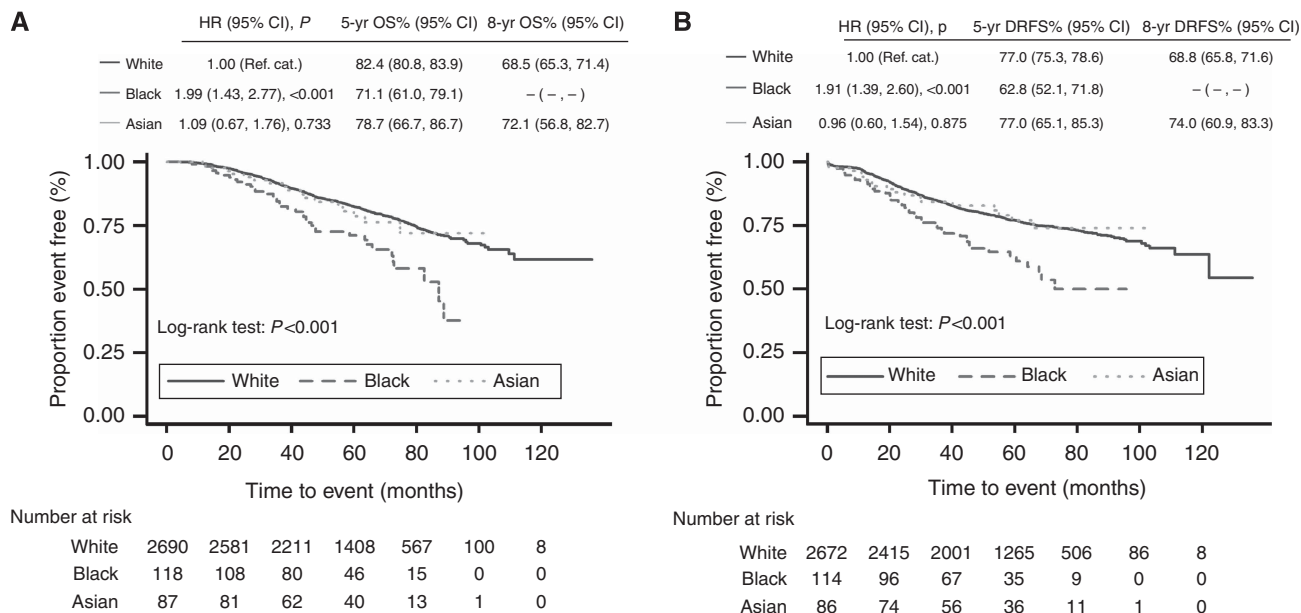 A
HR (95% CI), P 5-yr OS% (95% CI) 8-yr OS% (95% CI)
White 1.00 (Ref. cat.) 82.4 (80.8, 83.9) 68.5 (65.3, 71.4)
Black 1.99 (1.43, 2.77), <0.001 71.1 (61.0, 79.1) – ( – , – )
Asian 1.09 (0.67, 1.76), 0.733 78.7 (66.7, 86.7) 72.1 (56.8, 82.7)
Proportion event free (%)
1.00
0.75
0.50
0.25
0.00
Log-rank test: P<0.001
White Black Asian
0 20 40 60 80 100 120
Time to event (months)
Number at risk
White 2690 2581 2211 1408 567 100 8
Black 118 108 80 46 15 0 0
Asian 87 81 62 40 13 1 0
B
HR (95% CI), p 5-yr DRFS% (95% CI) 8-yr DRFS% (95% CI)
White 1.00 (Ref. cat.) 77.0 (75.3, 78.6) 68.8 (65.8, 71.6)
Black 1.91 (1.39, 2.60), <0.001 62.8 (52.1, 71.8) – ( – , – )
Asian 0.96 (0.60, 1.54), 0.875 77.0 (65.1, 85.3) 74.0 (60.9, 83.3)
Proportion event free (%)
1.00
0.75
0.50
0.25
0.00
Log-rank test: P<0.001
White Black Asian
0 20 40 60 80 100 120
Time to event (months)
Number at risk
White 2672 2415 2001 1265 506 86 8
Black 114 96 67 35 9 0 0
Asian 86 74 56 36 11 1 0